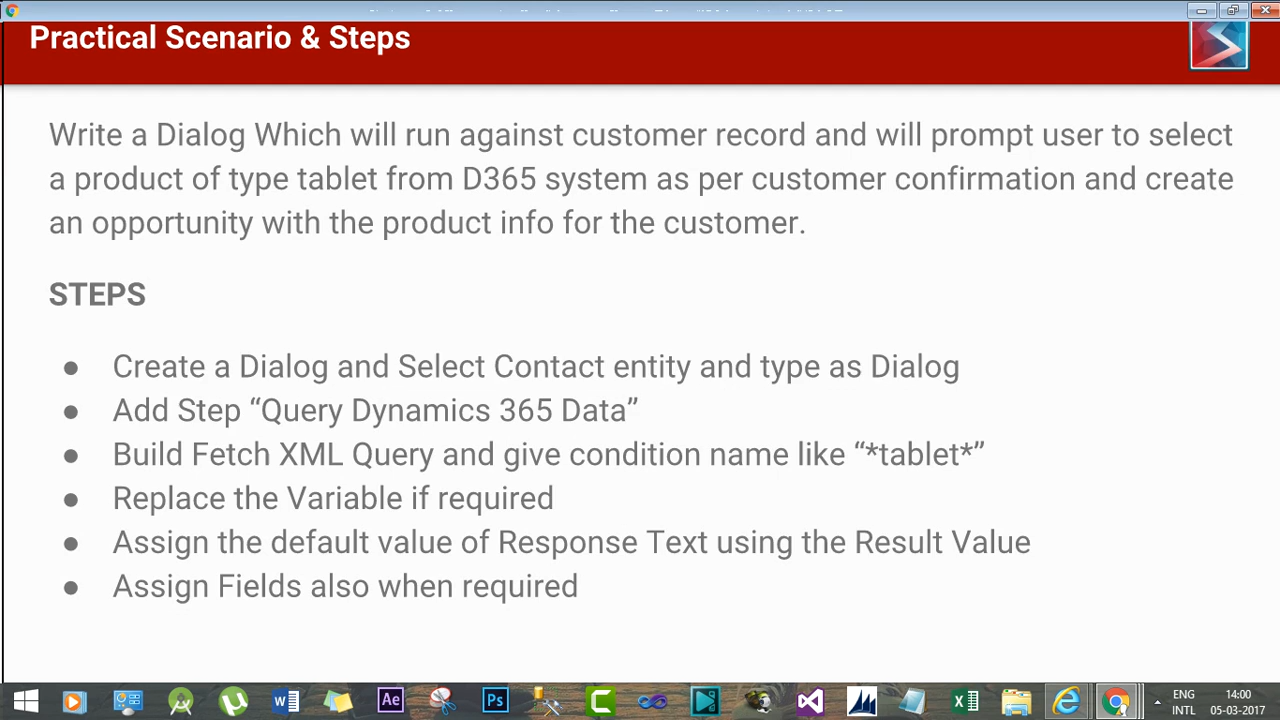 Practical Scenario & Steps
Write a Dialog Which will run against customer record and will prompt user to select
a product of type tablet from D365 system as per customer confirmation and create
an opportunity with the product info for the customer.
STEPS
● Create a Dialog and Select Contact entity and type as Dialog
● Add Step “Query Dynamics 365 Data”
● Build Fetch XML Query and give condition name like “*tablet*”
● Replace the Variable if required
● Assign the default value of Response Text using the Result Value
● Assign Fields also when required
Ae
Ps
ENG
INTL
14:00
05-03-2017